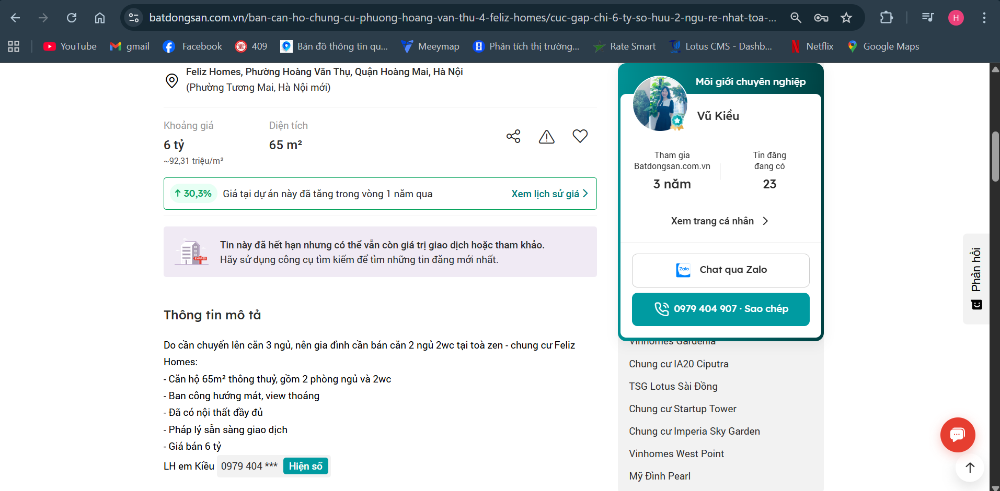 batdongsan.com.vn/ban-can-ho-chung-cu-phuong-hoang-van-thu-4-feliz-homes/cuc-gap-chi-6-ty-so-huu-2-ngu-re-nhat-toa-...
H
YouTube
gmail
Facebook
409
Bản đồ thông tin qu...
Meeymap
Phân tích thị trường...
Rate Smart
Lotus CMS - Dashb...
Netflix
Google Maps
Feliz Homes, Phường Hoàng Văn Thụ, Quận Hoàng Mai, Hà Nội
(Phường Tương Mai, Hà Nội mới)
Khoảng giá
6 tỷ
~92,31 triệu/m²
Diện tích
65 m²
30,3%
Giá tại dự án này đã tăng trong vòng 1 năm qua
Xem lịch sử giá
EXPIRED
Tin này đã hết hạn nhưng có thể vẫn còn giá trị giao dịch hoặc tham khảo.
Hãy sử dụng công cụ tìm kiếm để tìm những tin đăng mới nhất.
Thông tin mô tả
Do cần chuyển lên căn 3 ngủ, nên gia đình cần bán căn 2 ngủ 2wc tại toà zen - chung cư Feliz
Homes:
- Căn hộ 65m² thông thuỷ, gồm 2 phòng ngủ và 2wc
- Ban công hướng mát, view thoáng
- Đã có nội thất đầy đủ
- Pháp lý sẵn sàng giao dịch
- Giá bán 6 tỷ
LH em Kiều 0979 404 *** Hiện số
Môi giới chuyên nghiệp
Vũ Kiều
Tham gia
Batdongsan.com.vn
3 năm
Tin đăng
đang có
23
Xem trang cá nhân
Zalo
Chat qua Zalo
0979 404 907 · Sao chép
Vinhomes Gardenia
Chung cư IA20 Ciputra
TSG Lotus Sài Đồng
Chung cư Startup Tower
Chung cư Imperia Sky Garden
Vinhomes West Point
Mỹ Đình Pearl
Phản hồi